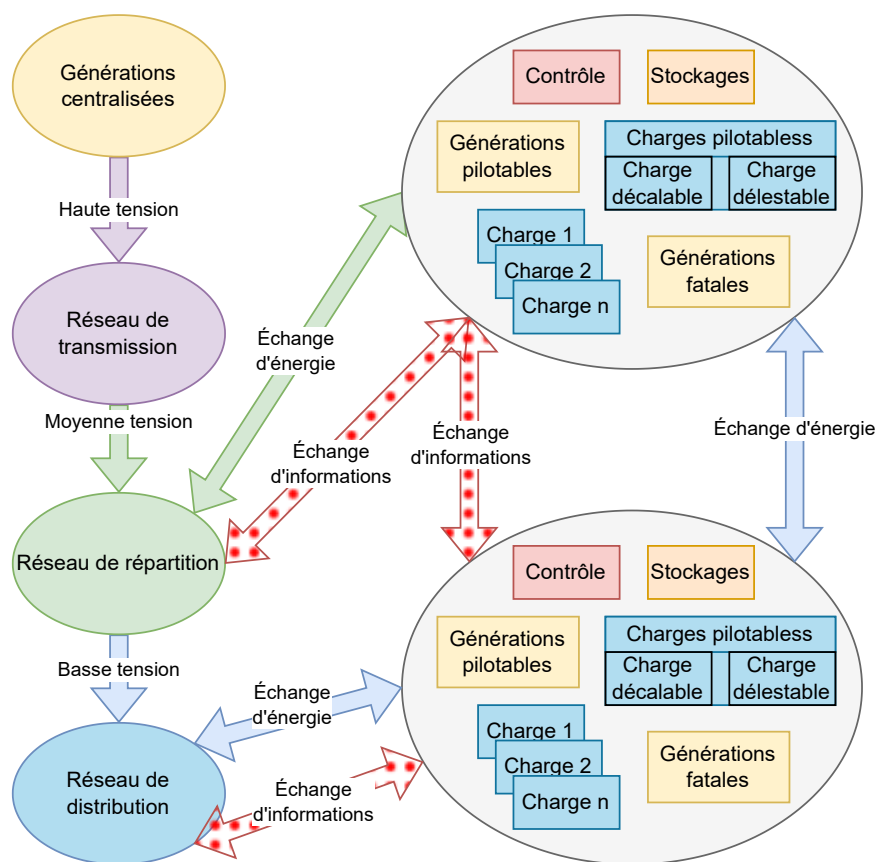 Générations
centralisées
Haute tension
Réseau de
transmission
Moyenne tension
Réseau de répartition
Basse tension
Réseau de
distribution
Échange
d'énergie
Échange
d'informations
Échange
d'informations
Échange d'énergie
Échange
d'énergie
Échange
d'informations
Contrôle
Stockages
Générations
pilotables
Charges pilotabless
Charge
décalable
Charge
délestable
Charge 1
Charge 2
Charge n
Générations
fatales
Contrôle
Stockages
Générations
pilotables
Charges pilotabless
Charge
décalable
Charge
délestable
Charge 1
Charge 2
Charge n
Générations
fatales